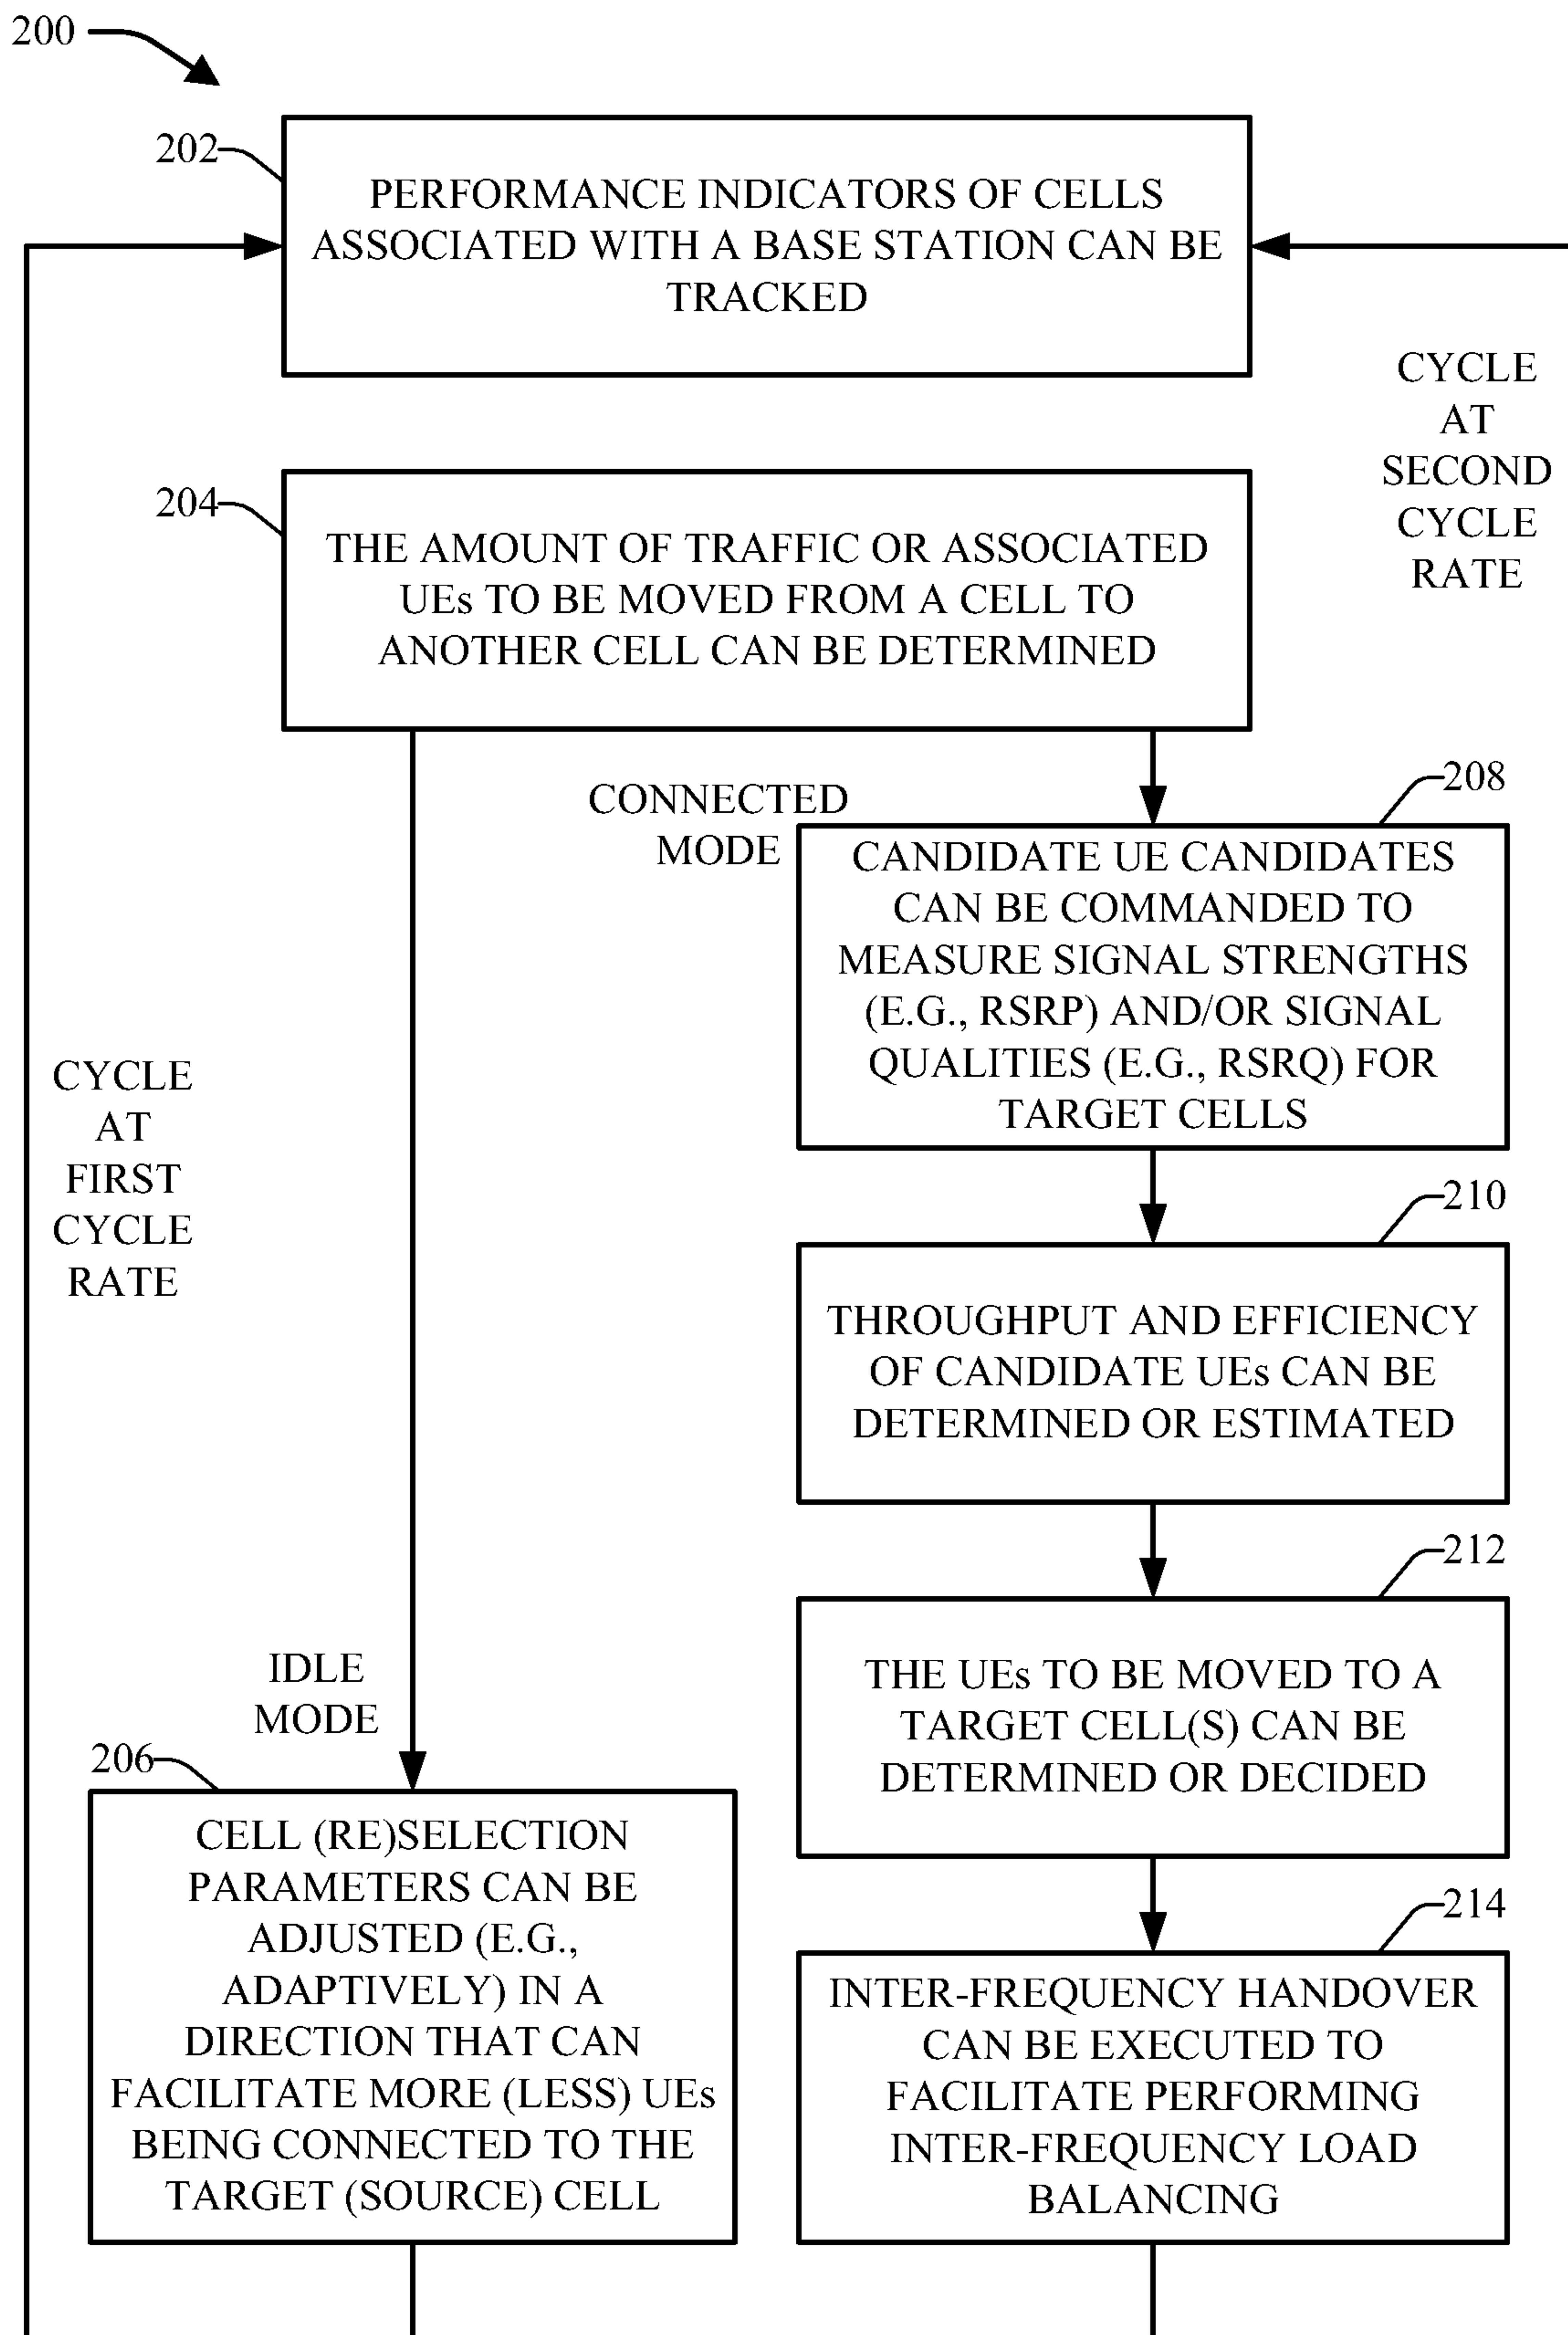 200
202
PERFORMANCE INDICATORS OF CELLS
ASSOCIATED WITH A BASE STATION CAN BE
TRACKED
CYCLE
AT
SECOND
CYCLE
RATE
204
THE AMOUNT OF TRAFFIC OR ASSOCIATED
UEs TO BE MOVED FROM A CELL TO
ANOTHER CELL CAN BE DETERMINED
CONNECTED
MODE
208
CANDIDATE UE CANDIDATES
CAN BE COMMANDED TO
MEASURE SIGNAL STRENGTHS
(E.G., RSRP) AND/OR SIGNAL
QUALITIES (E.G., RSRQ) FOR
TARGET CELLS
CYCLE
AT
FIRST
CYCLE
RATE
210
THROUGHPUT AND EFFICIENCY
OF CANDIDATE UEs CAN BE
DETERMINED OR ESTIMATED
212
THE UEs TO BE MOVED TO A
TARGET CELL(S) CAN BE
DETERMINED OR DECIDED
IDLE
MODE
206
CELL (RE)SELECTION
PARAMETERS CAN BE
ADJUSTED (E.G.,
ADAPTIVELY) IN A
DIRECTION THAT CAN
FACILITATE MORE (LESS) UEs
BEING CONNECTED TO THE
TARGET (SOURCE) CELL
214
INTER-FREQUENCY HANDOVER
CAN BE EXECUTED TO
FACILITATE PERFORMING
INTER-FREQUENCY LOAD
BALANCING